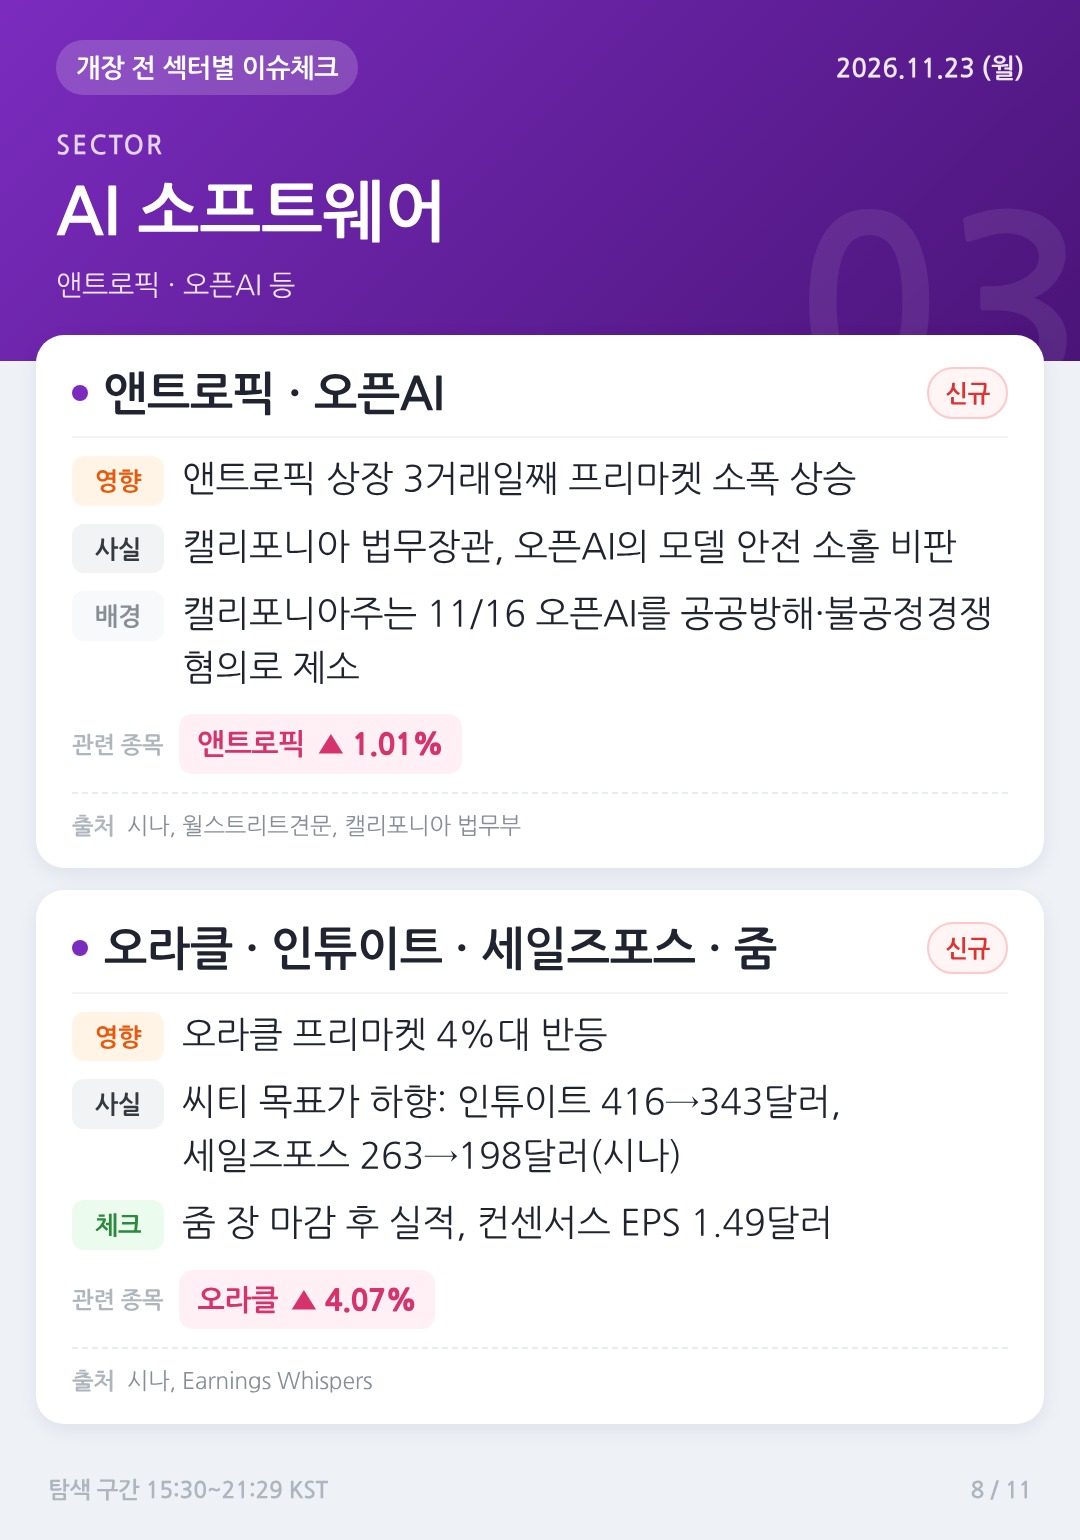 개장 전 섹터별 이슈체크
2026.11.23 (월)
SECTOR
AI 소프트웨어
앤트로픽 · 오픈AI 등
03
앤트로픽 · 오픈AI
신규
영향 앤트로픽 상장 3거래일째 프리마켓 소폭 상승
사실 캘리포니아 법무장관, 오픈AI의 모델 안전 소홀 비판
배경 캘리포니아주는 11/16 오픈AI를 공공방해·불공정경쟁
혐의로 제소
관련 종목 앤트로픽 ▲ 1.01%
출처 시나, 월스트리트견문, 캘리포니아 법무부
오라클 · 인튜이트 · 세일즈포스 · 줌
신규
영향 오라클 프리마켓 4%대 반등
사실 씨티 목표가 하향: 인튜이트 416→343달러,
세일즈포스 263→198달러(시나)
체크 줌 장 마감 후 실적, 컨센서스 EPS 1.49달러
관련 종목 오라클 ▲ 4.07%
출처 시나, Earnings Whispers
탐색 구간 15:30~21:29 KST
8 / 11